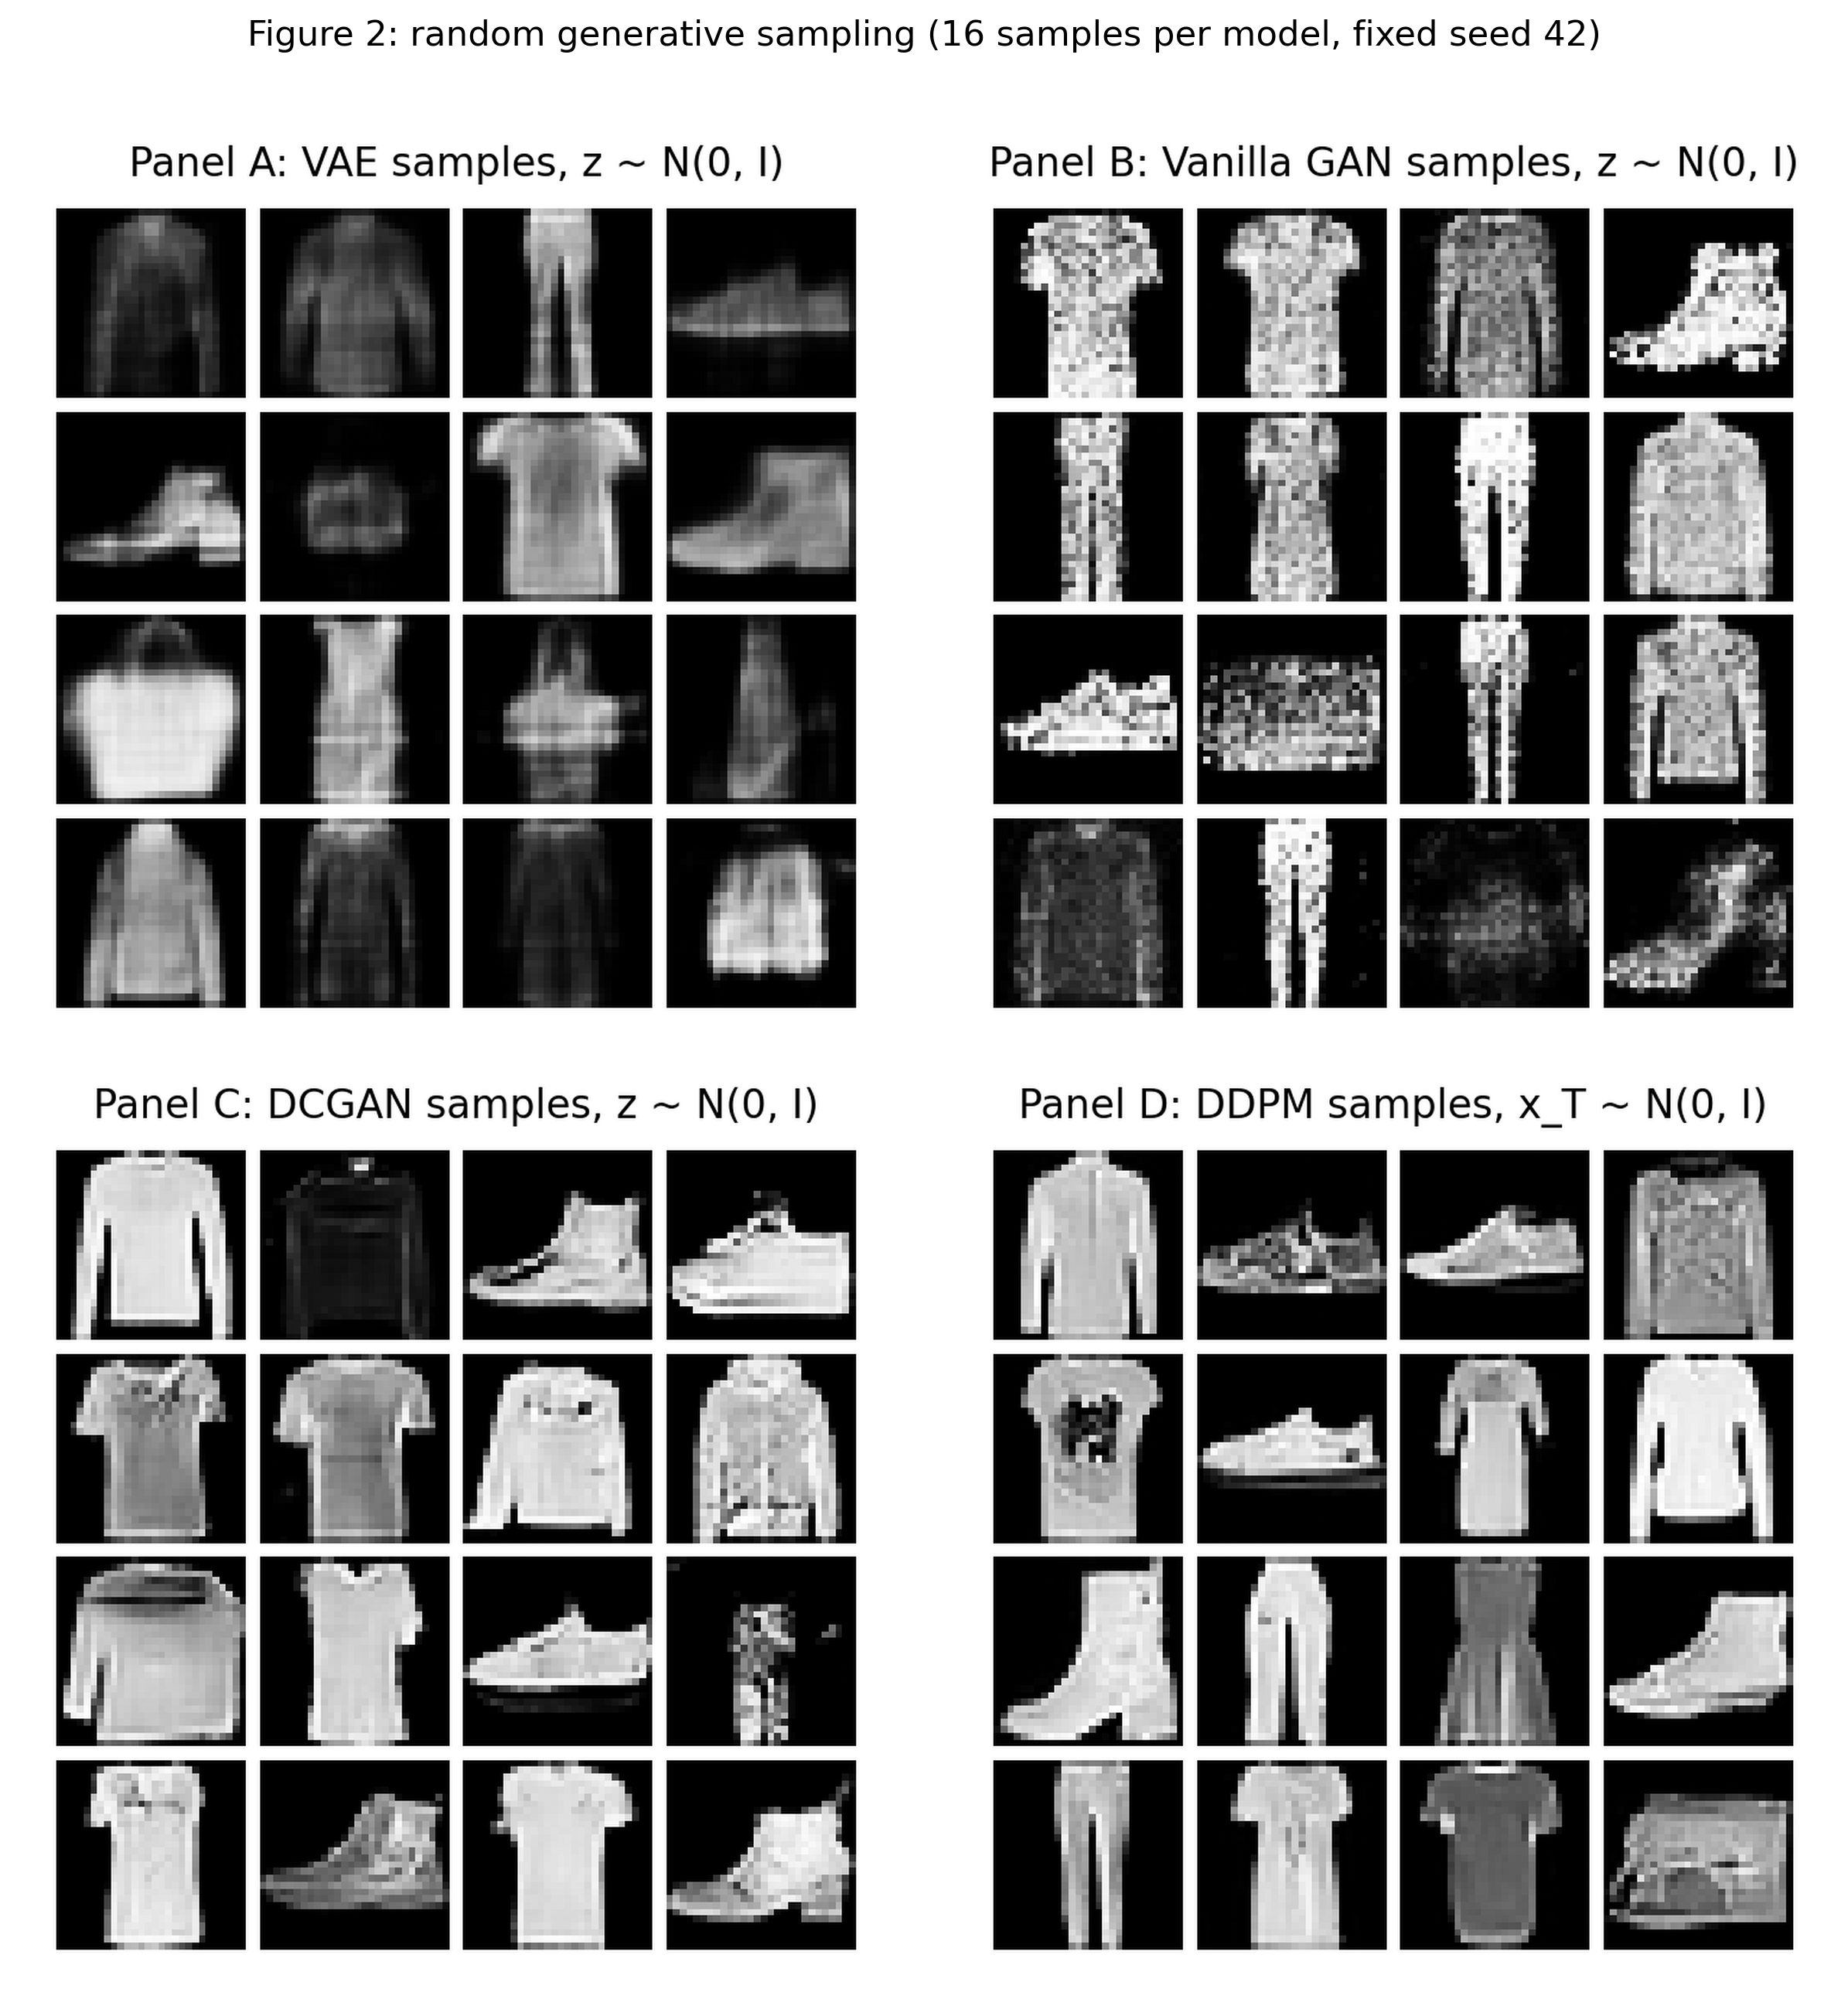 Figure 2: random generative sampling (16 samples per model, fixed seed 42)
Panel A: VAE samples, z ~ N(0, I)
Panel B: Vanilla GAN samples, z ~ N(0, I)
Panel C: DCGAN samples, z ~ N(0, I)
Panel D: DDPM samples, x_T ~ N(0, I)